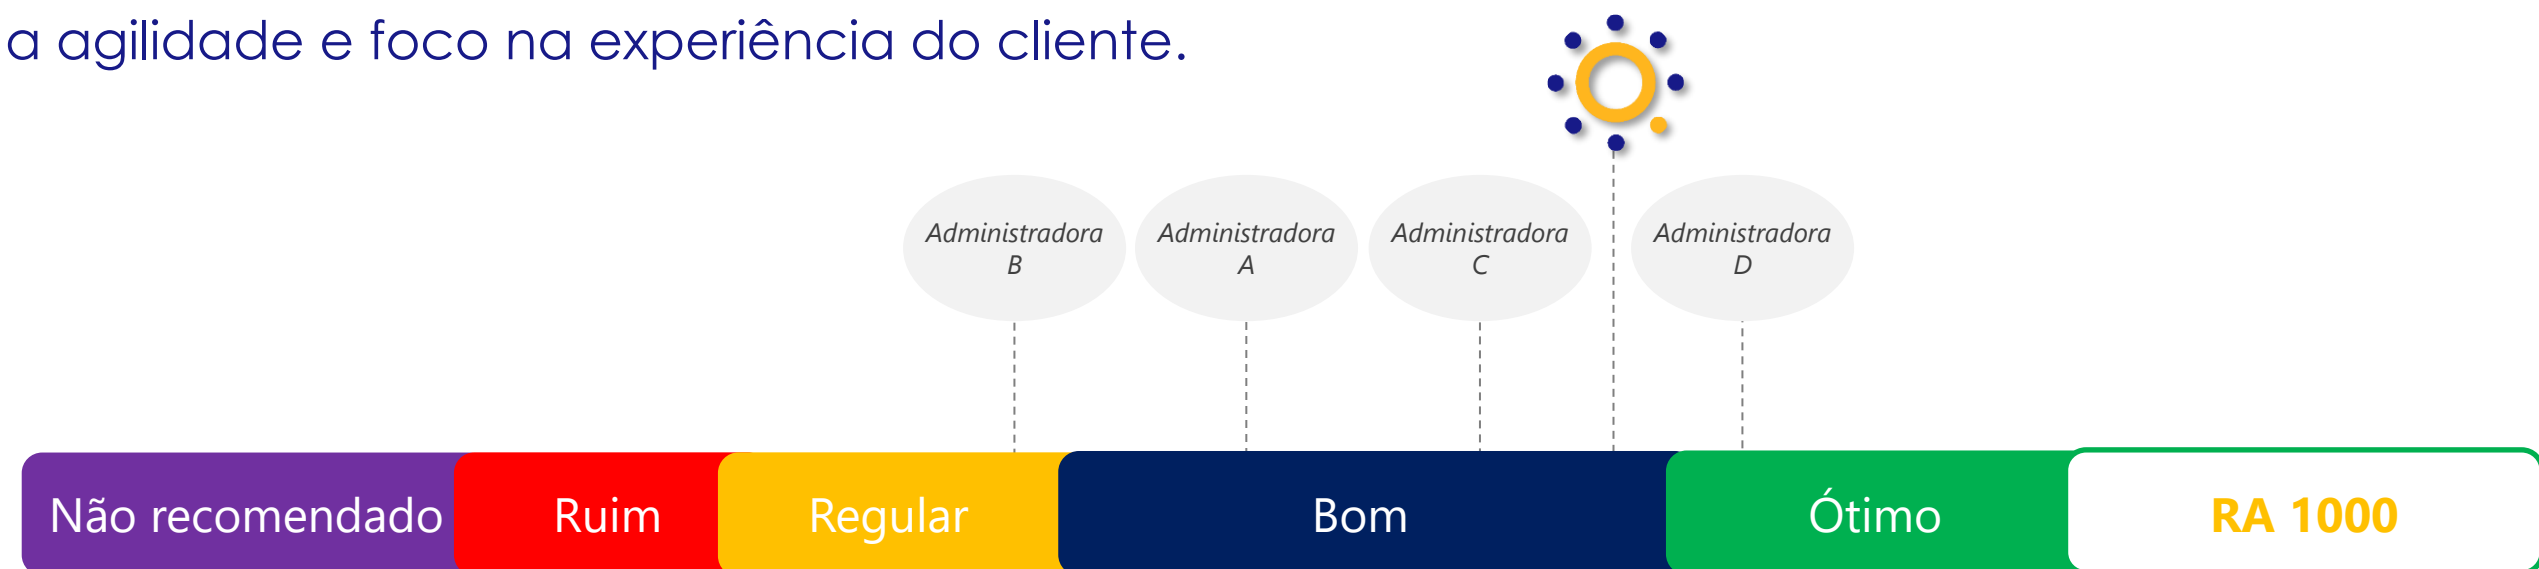 a agilidade e foco na experiência do cliente.
Administradora
B
Administradora
A
Administradora
C
Administradora
D
Não recomendado
Ruim
Regular
Bom
Ótimo
RA 1000